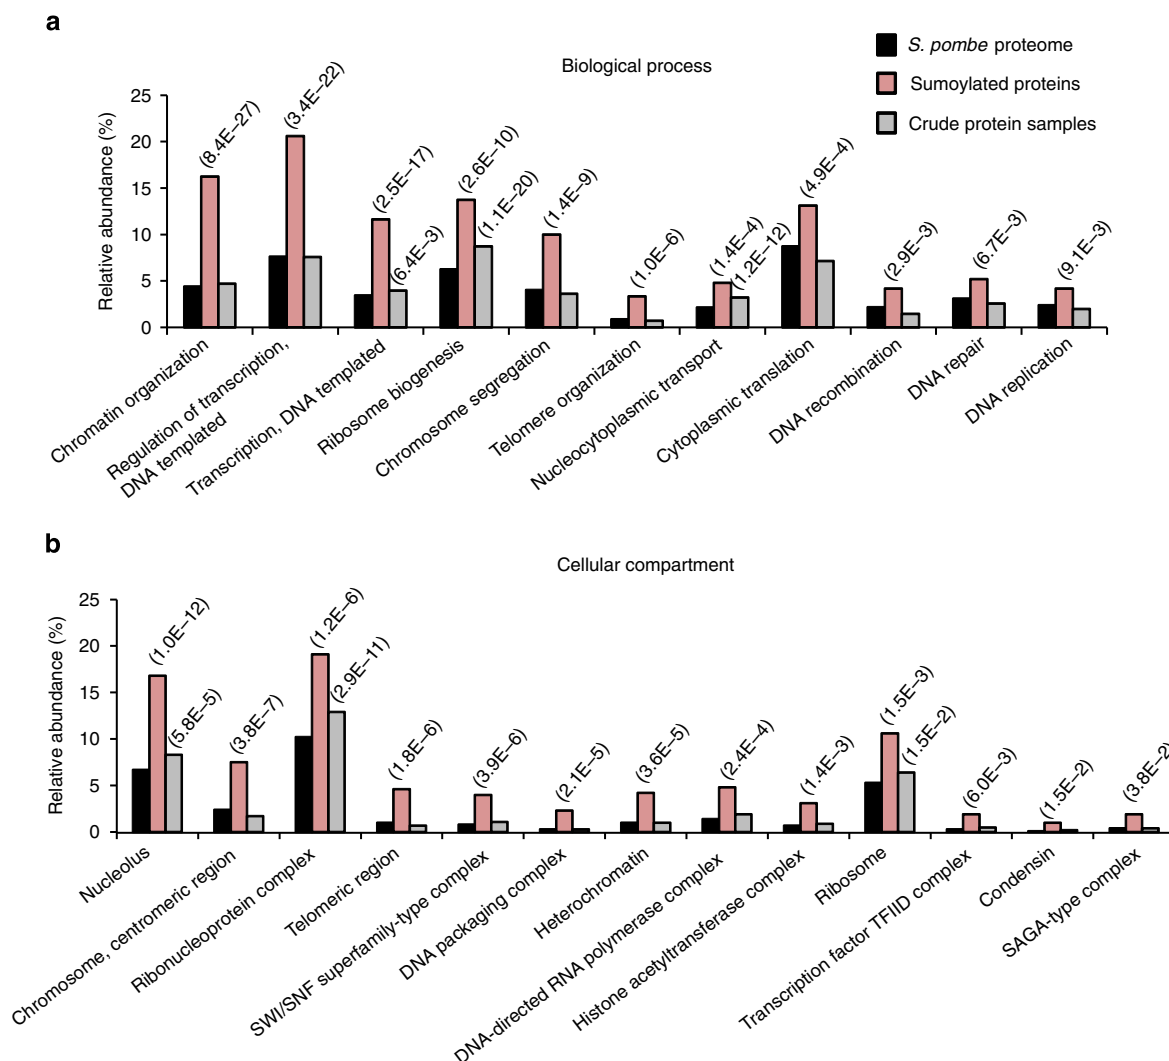 a
Biological process
S. pombe proteome
Sumoylated proteins
Crude protein samples
Relative abundance (%)
25
20
15
10
5
0
(8.4E–27)
(3.4E–22)
(2.5E–17)
(6.4E–3)
(2.6E–10)
(1.1E–20)
(1.4E–9)
(1.0E–6)
(1.4E–4)
(1.2E–12)
(4.9E–4)
(2.9E–3)
(6.7E–3)
(9.1E–3)
Chromatin organization
Regulation of transcription,
DNA templated
Transcription, DNA templated
Ribosome biogenesis
Chromosome segregation
Telomere organization
Nucleocytoplasmic transport
Cytoplasmic translation
DNA recombination
DNA repair
DNA replication
b
Cellular compartment
Relative abundance (%)
25
20
15
10
5
0
(1.0E–12)
(5.8E–5)
(3.8E–7)
(1.2E–6)
(2.9E–11)
(1.8E–6)
(3.9E–6)
(2.1E–5)
(3.6E–5)
(2.4E–4)
(1.4E–3)
(1.5E–3)
(1.5E–2)
(6.0E–3)
(1.5E–2)
(3.8E–2)
Nucleolus
Chromosome, centromeric region
Ribonucleoprotein complex
Telomeric region
SWI/SNF superfamily-type complex
DNA packaging complex
Heterochromatin
DNA-directed RNA polymerase complex
Histone acetyltransferase complex
Ribosome
Transcription factor TFIID complex
Condensin
SAGA-type complex